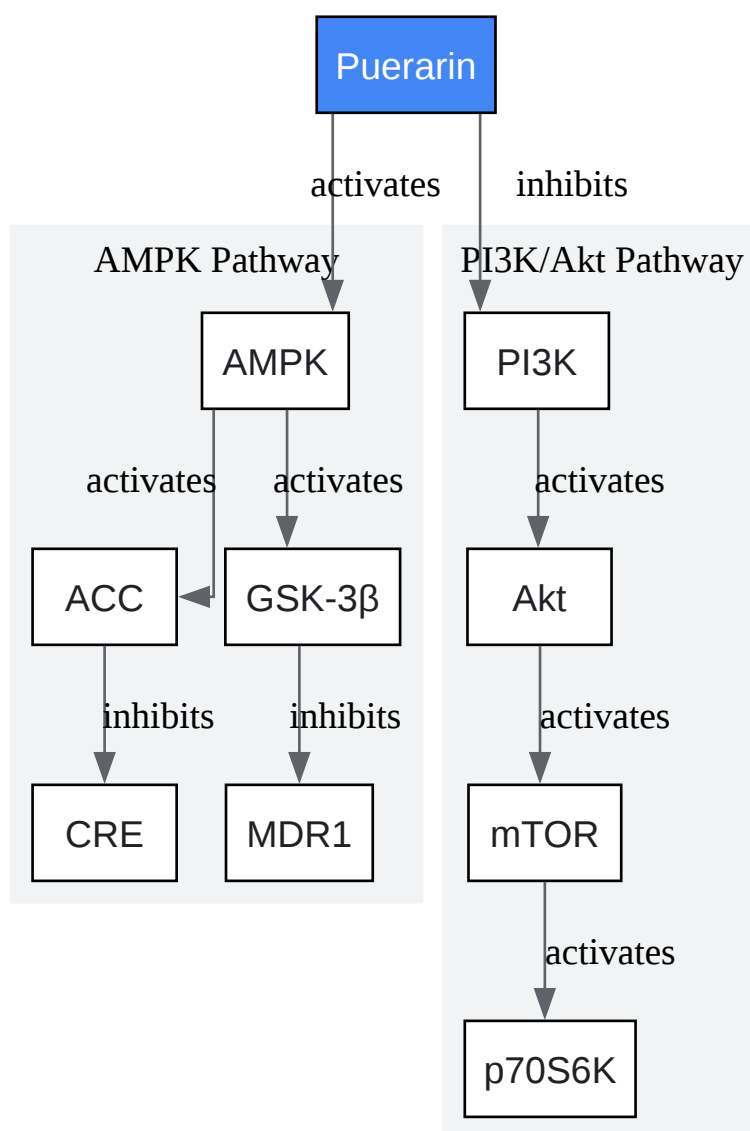 Puerarin
activates
inhibits
AMPK Pathway
PI3K/Akt Pathway
AMPK
PI3K
activates
activates
activates
ACC
GSK-3β
Akt
inhibits
inhibits
activates
CRE
MDR1
mTOR
activates
p70S6K